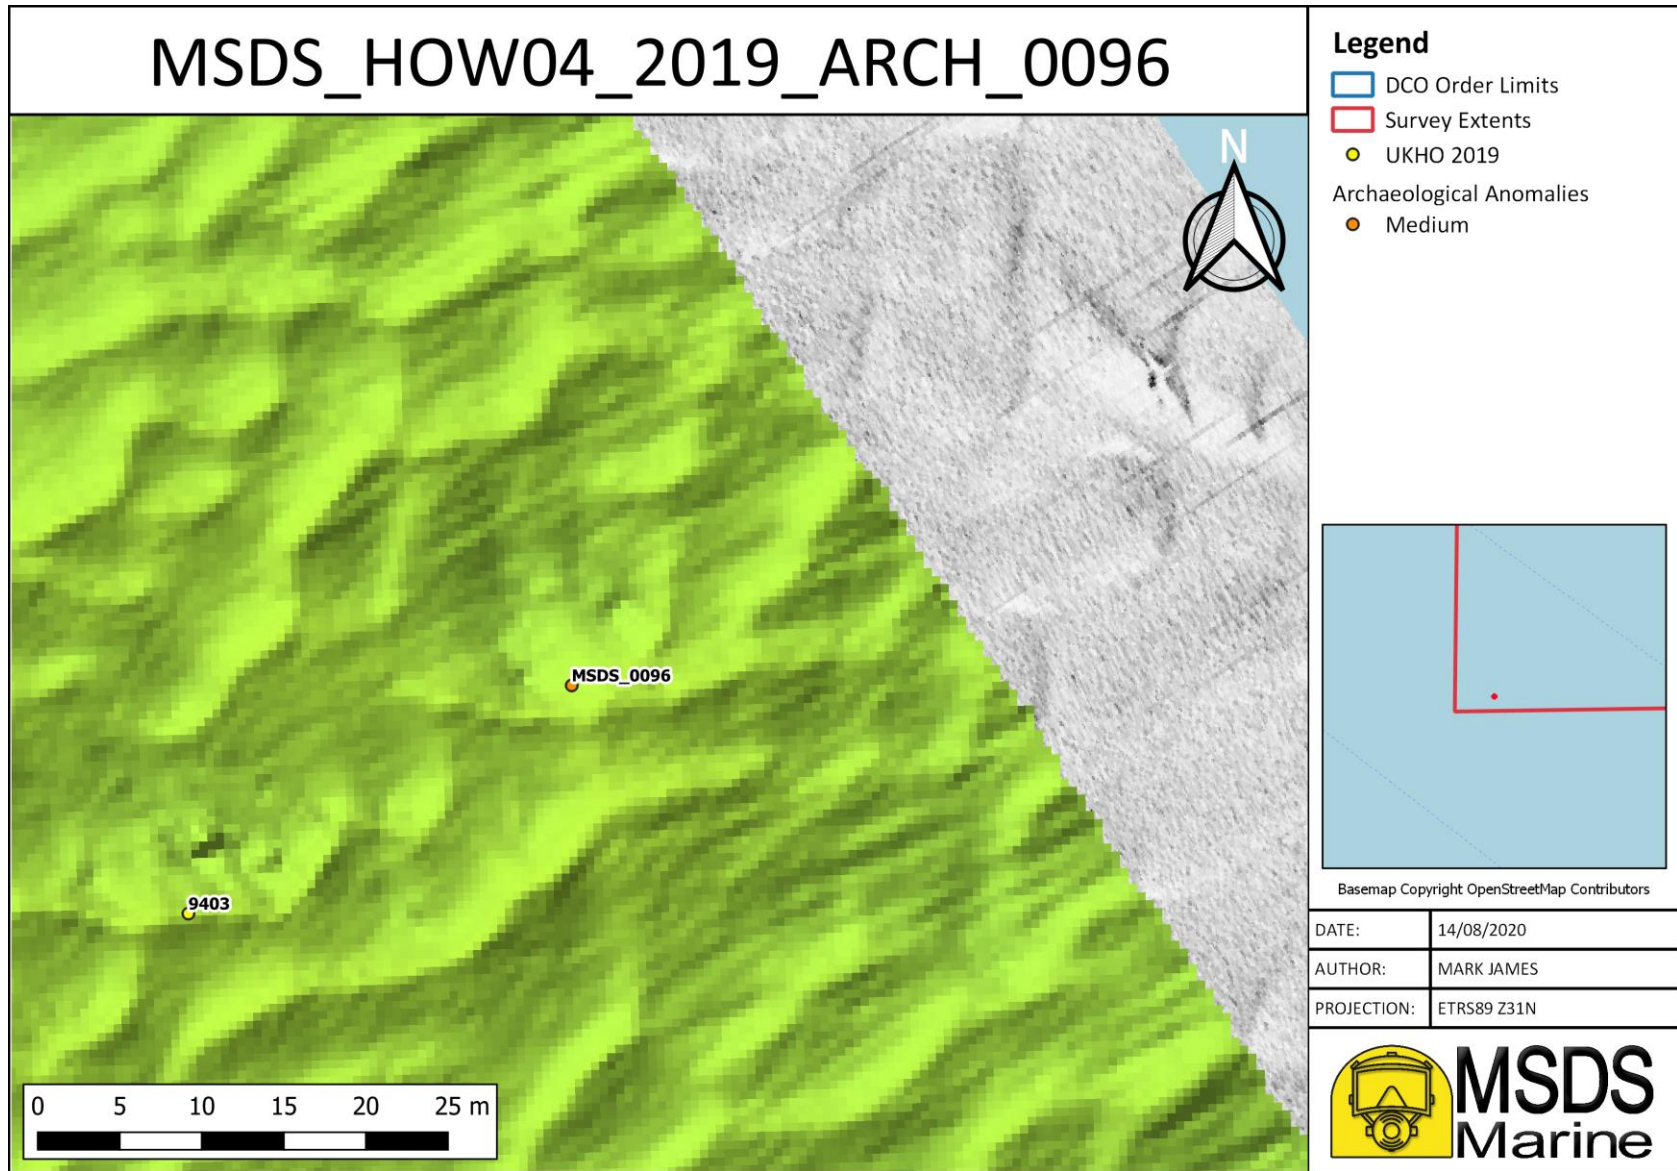 MSDS_HOW04_2019_ARCH_0096
N
MSDS_0096
9403
0 5 10 15 20 25 m
Legend
DCO Order Limits
Survey Extents
UKHO 2019
Archaeological Anomalies
Medium
Basemap Copyright OpenStreetMap Contributors
DATE: 14/08/2020
AUTHOR: MARK JAMES
PROJECTION: ETRS89 Z31N
MSDS
Marine